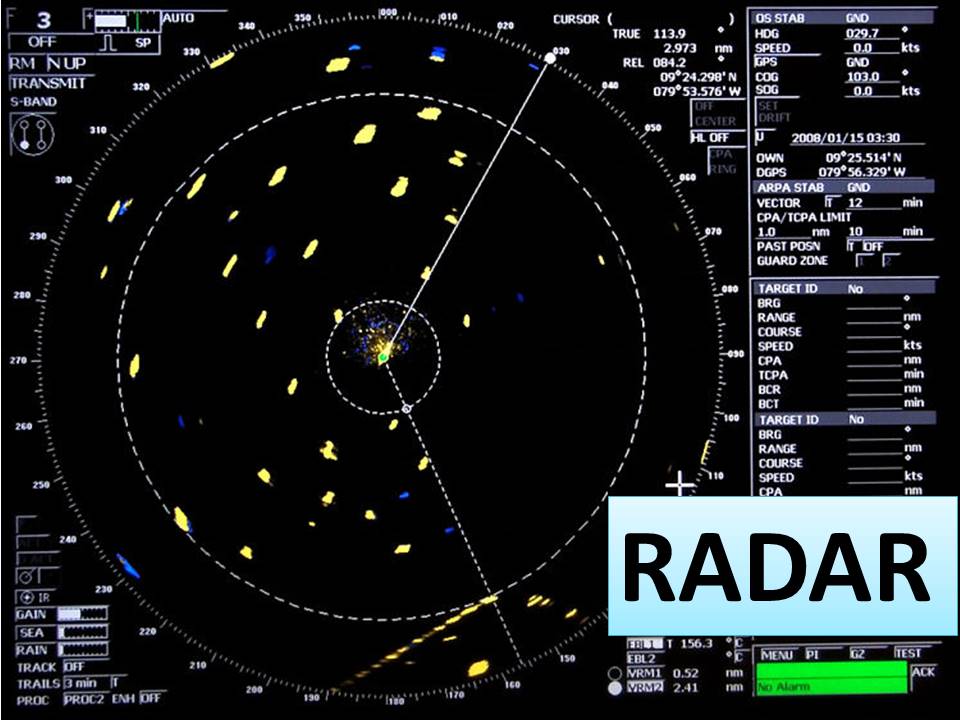 3
AUTO
OFF
SP
RM N UP
TRANSMIT
S-BAND
000
010
020
030
040
050
060
070
080
090
100
110
150
160
170
180
190
200
210
220
230
240
250
260
270
280
290
300
310
320
330
340
350
CURSOR ( )
TRUE 113.9 °
2.973 nm
REL 084.2 °
09°24.298' N
079°53.576' W
OFF CENTER
HL OFF
CPA RING
OS STAB GND
HDG 029.7 °
SPEED 0.0 kts
GPS GND
COG 103.0 °
SOG 0.0 kts
SET
DRIFT
U 2008/01/15 03:30
OWN 09°25.514' N
DGPS 079°56.329' W
ARPA STAB GND
VECTOR T 12 min
CPA/TCPA LIMIT
1.0 nm 10 min
PAST POSN T OFF
GUARD ZONE 1 2
TARGET ID No
BRG °
RANGE nm
COURSE °
SPEED kts
CPA nm
TCPA min
BCR nm
BCT min
TARGET ID No
BRG °
RANGE nm
COURSE °
SPEED kts
CPA nm
RADAR
IR
GAIN
SEA
RAIN
TRACK OFF
TRAILS 3 min T
PROC PROC2 ENH OFF
EBL1 T 156.3 ° C
EBL2 ° C
VRM1 0.52 nm
VRM2 2.41 nm
MENU P1 G2 TEST
ACK
No Alarm